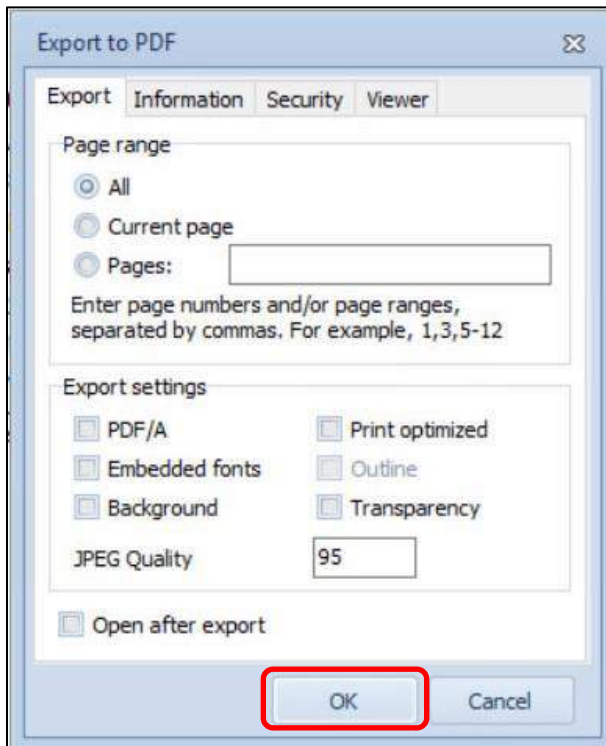 Export to PDF
Export Information Security Viewer
Page range
All
Current page
Pages:
Enter page numbers and/or page ranges,
separated by commas. For example, 1,3,5-12
Export settings
PDF/A Print optimized
Embedded fonts Outline
Background Transparency
JPEG Quality 95
Open after export
OK Cancel